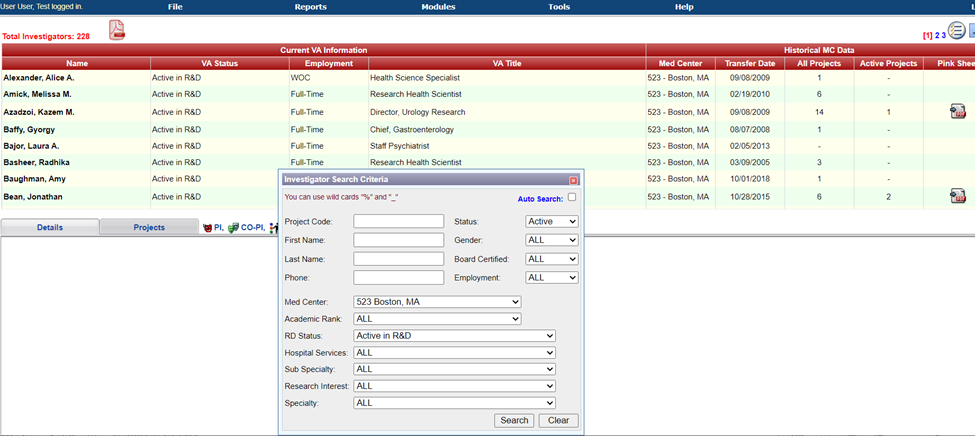 User User, Test logged in. File Reports Modules Tools Help
Total Investigators: 228 [1] 2 3
Current VA Information Historical MC Data
Name VA Status Employment VA Title Med Center Transfer Date All Projects Active Projects Pink Shee
Alexander, Alice A. Active in R&D WOC Health Science Specialist 523 - Boston, MA 09/08/2009 1 -
Amick, Melissa M. Active in R&D Full-Time Research Health Scientist 523 - Boston, MA 02/19/2010 6 -
Azadzoi, Kazem M. Active in R&D Full-Time Director, Urology Research 523 - Boston, MA 09/08/2009 14 1
Baffy, Gyorgy Active in R&D Full-Time Chief, Gastroenterology 523 - Boston, MA 08/07/2008 1 -
Bajor, Laura A. Active in R&D Full-Time Staff Psychiatrist 523 - Boston, MA 02/05/2013 - -
Basheer, Radhika Active in R&D Full-Time Research Health Scientist 523 - Boston, MA 03/09/2005 3 -
Baughman, Amy Active in R&D 523 - Boston, MA 10/01/2018 1 -
Bean, Jonathan Active in R&D 523 - Boston, MA 10/28/2015 6 2
Details Projects PI, CO-PI,
Investigator Search Criteria
You can use wild cards "%" and "_" Auto Search:
Project Code: Status: Active
First Name: Gender: ALL
Last Name: Board Certified: ALL
Phone: Employment: ALL
Med Center: 523 Boston, MA
Academic Rank: ALL
RD Status: Active in R&D
Hospital Services: ALL
Sub Specialty: ALL
Research Interest: ALL
Specialty: ALL
Search Clear